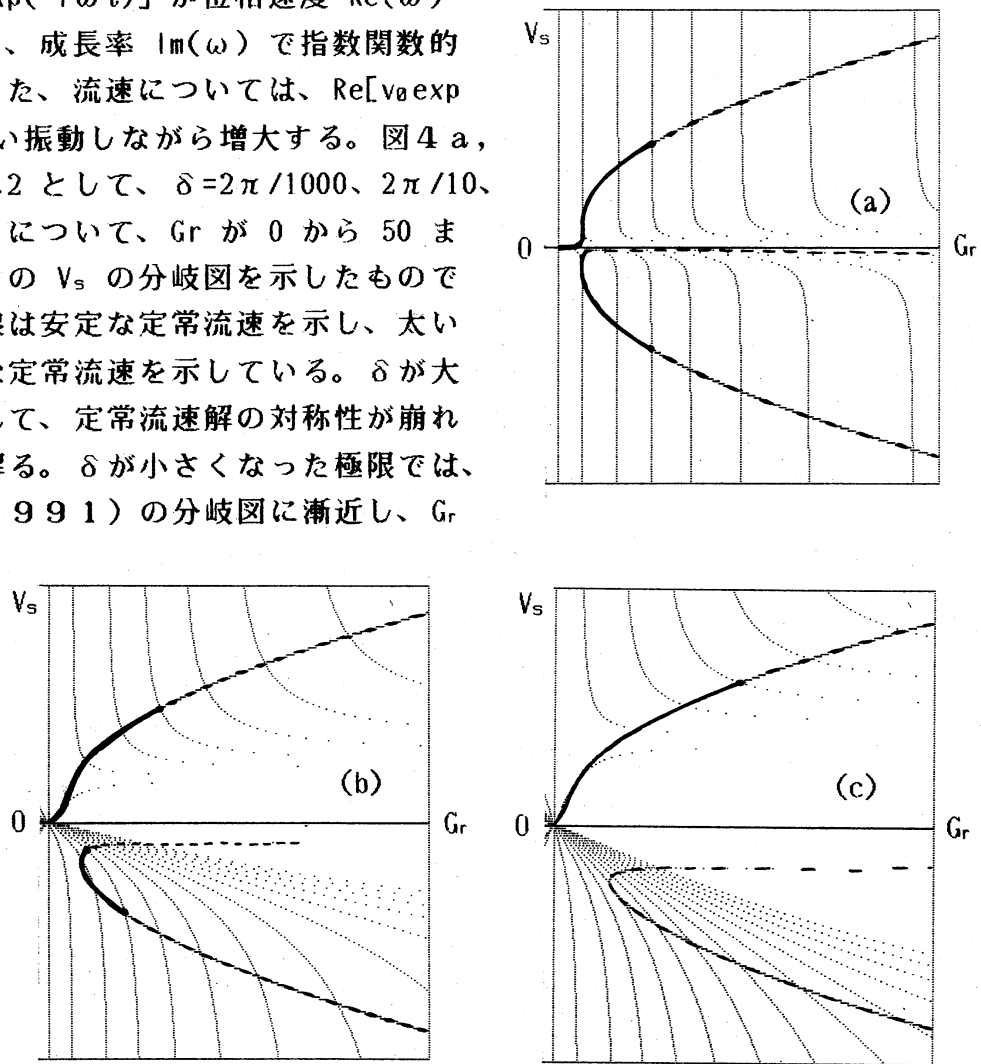 xp(-iωt)」が位相速度 Re(ω)
、成長率 Im(ω) で指数関数的
た、流速については、Re[v₀exp
い振動しながら増大する。図4a,
.2 として、δ=2π/1000、2π/10、
について、Gr が 0 から 50 ま
の Vs の分岐図を示したもので
は安定な定常流速を示し、太い
定常流速を示している。δが大
て、定常流速解の対称性が崩れ
る。δが小さくなった極限では、
991)の分岐図に漸近し、Gr
Vs
(a)
0
Gr
Vs
(b)
0
Gr
Vs
(c)
0
Gr